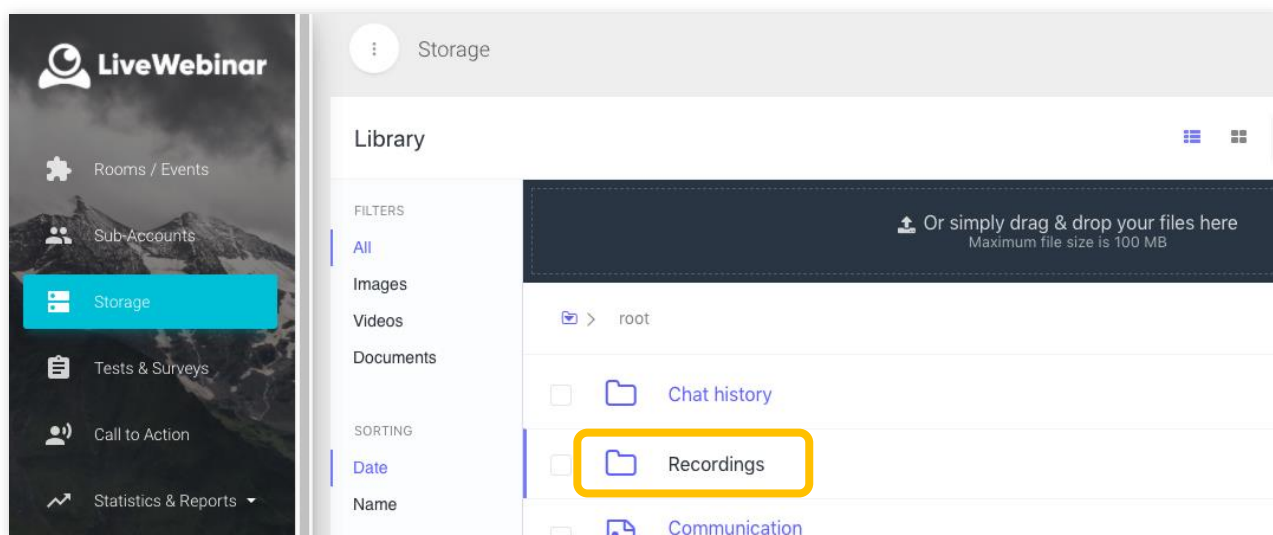 LiveWebinar
Rooms / Events
Sub-Accounts
Storage
Tests & Surveys
Call to Action
Statistics & Reports
Storage
Library
FILTERS
All
Images
Videos
Documents
SORTING
Date
Name
Or simply drag & drop your files here
Maximum file size is 100 MB
root
Chat history
Recordings
Communication